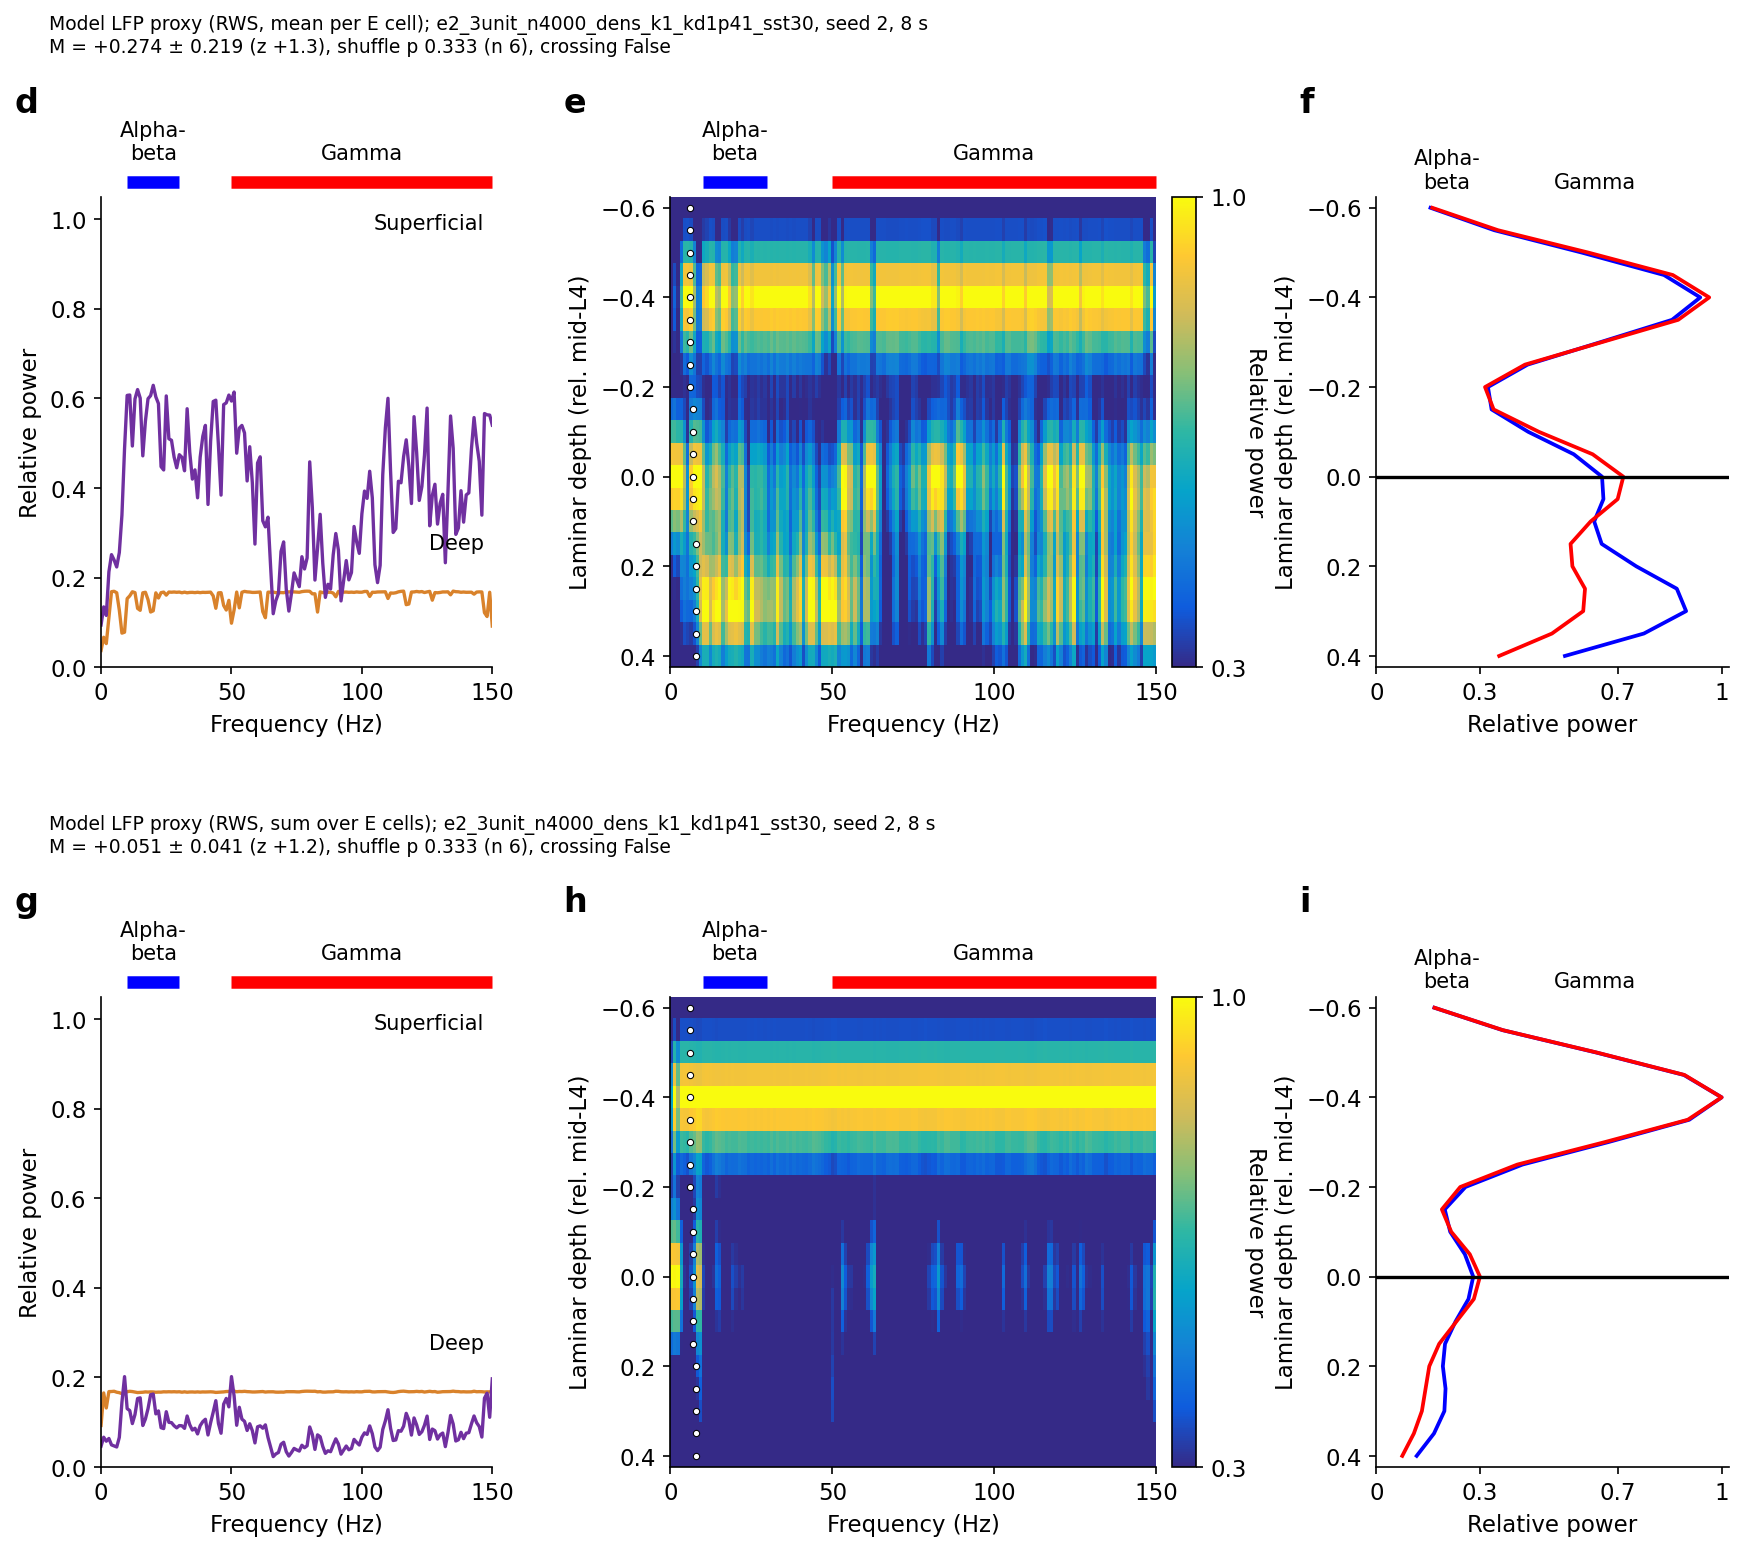 Model LFP proxy (RWS, mean per E cell); e2_3unit_n4000_dens_k1_kd1p41_sst30, seed 2, 8 s
M = +0.274 ± 0.219 (z +1.3), shuffle p 0.333 (n 6), crossing False
d
Alpha-
beta
Gamma
Superficial
Deep
Relative power
1.0
0.8
0.6
0.4
0.2
0.0
0
50
100
150
Frequency (Hz)
e
Alpha-
beta
Gamma
Laminar depth (rel. mid-L4)
−0.6
−0.4
−0.2
0.0
0.2
0.4
0
50
100
150
Frequency (Hz)
1.0
0.3
Relative power
f
Alpha-
beta
Gamma
Laminar depth (rel. mid-L4)
−0.6
−0.4
−0.2
0.0
0.2
0.4
0
0.3
0.7
1
Relative power
Model LFP proxy (RWS, sum over E cells); e2_3unit_n4000_dens_k1_kd1p41_sst30, seed 2, 8 s
M = +0.051 ± 0.041 (z +1.2), shuffle p 0.333 (n 6), crossing False
g
Alpha-
beta
Gamma
Superficial
Deep
Relative power
1.0
0.8
0.6
0.4
0.2
0.0
0
50
100
150
Frequency (Hz)
h
Alpha-
beta
Gamma
Laminar depth (rel. mid-L4)
−0.6
−0.4
−0.2
0.0
0.2
0.4
0
50
100
150
Frequency (Hz)
1.0
0.3
Relative power
i
Alpha-
beta
Gamma
Laminar depth (rel. mid-L4)
−0.6
−0.4
−0.2
0.0
0.2
0.4
0
0.3
0.7
1
Relative power